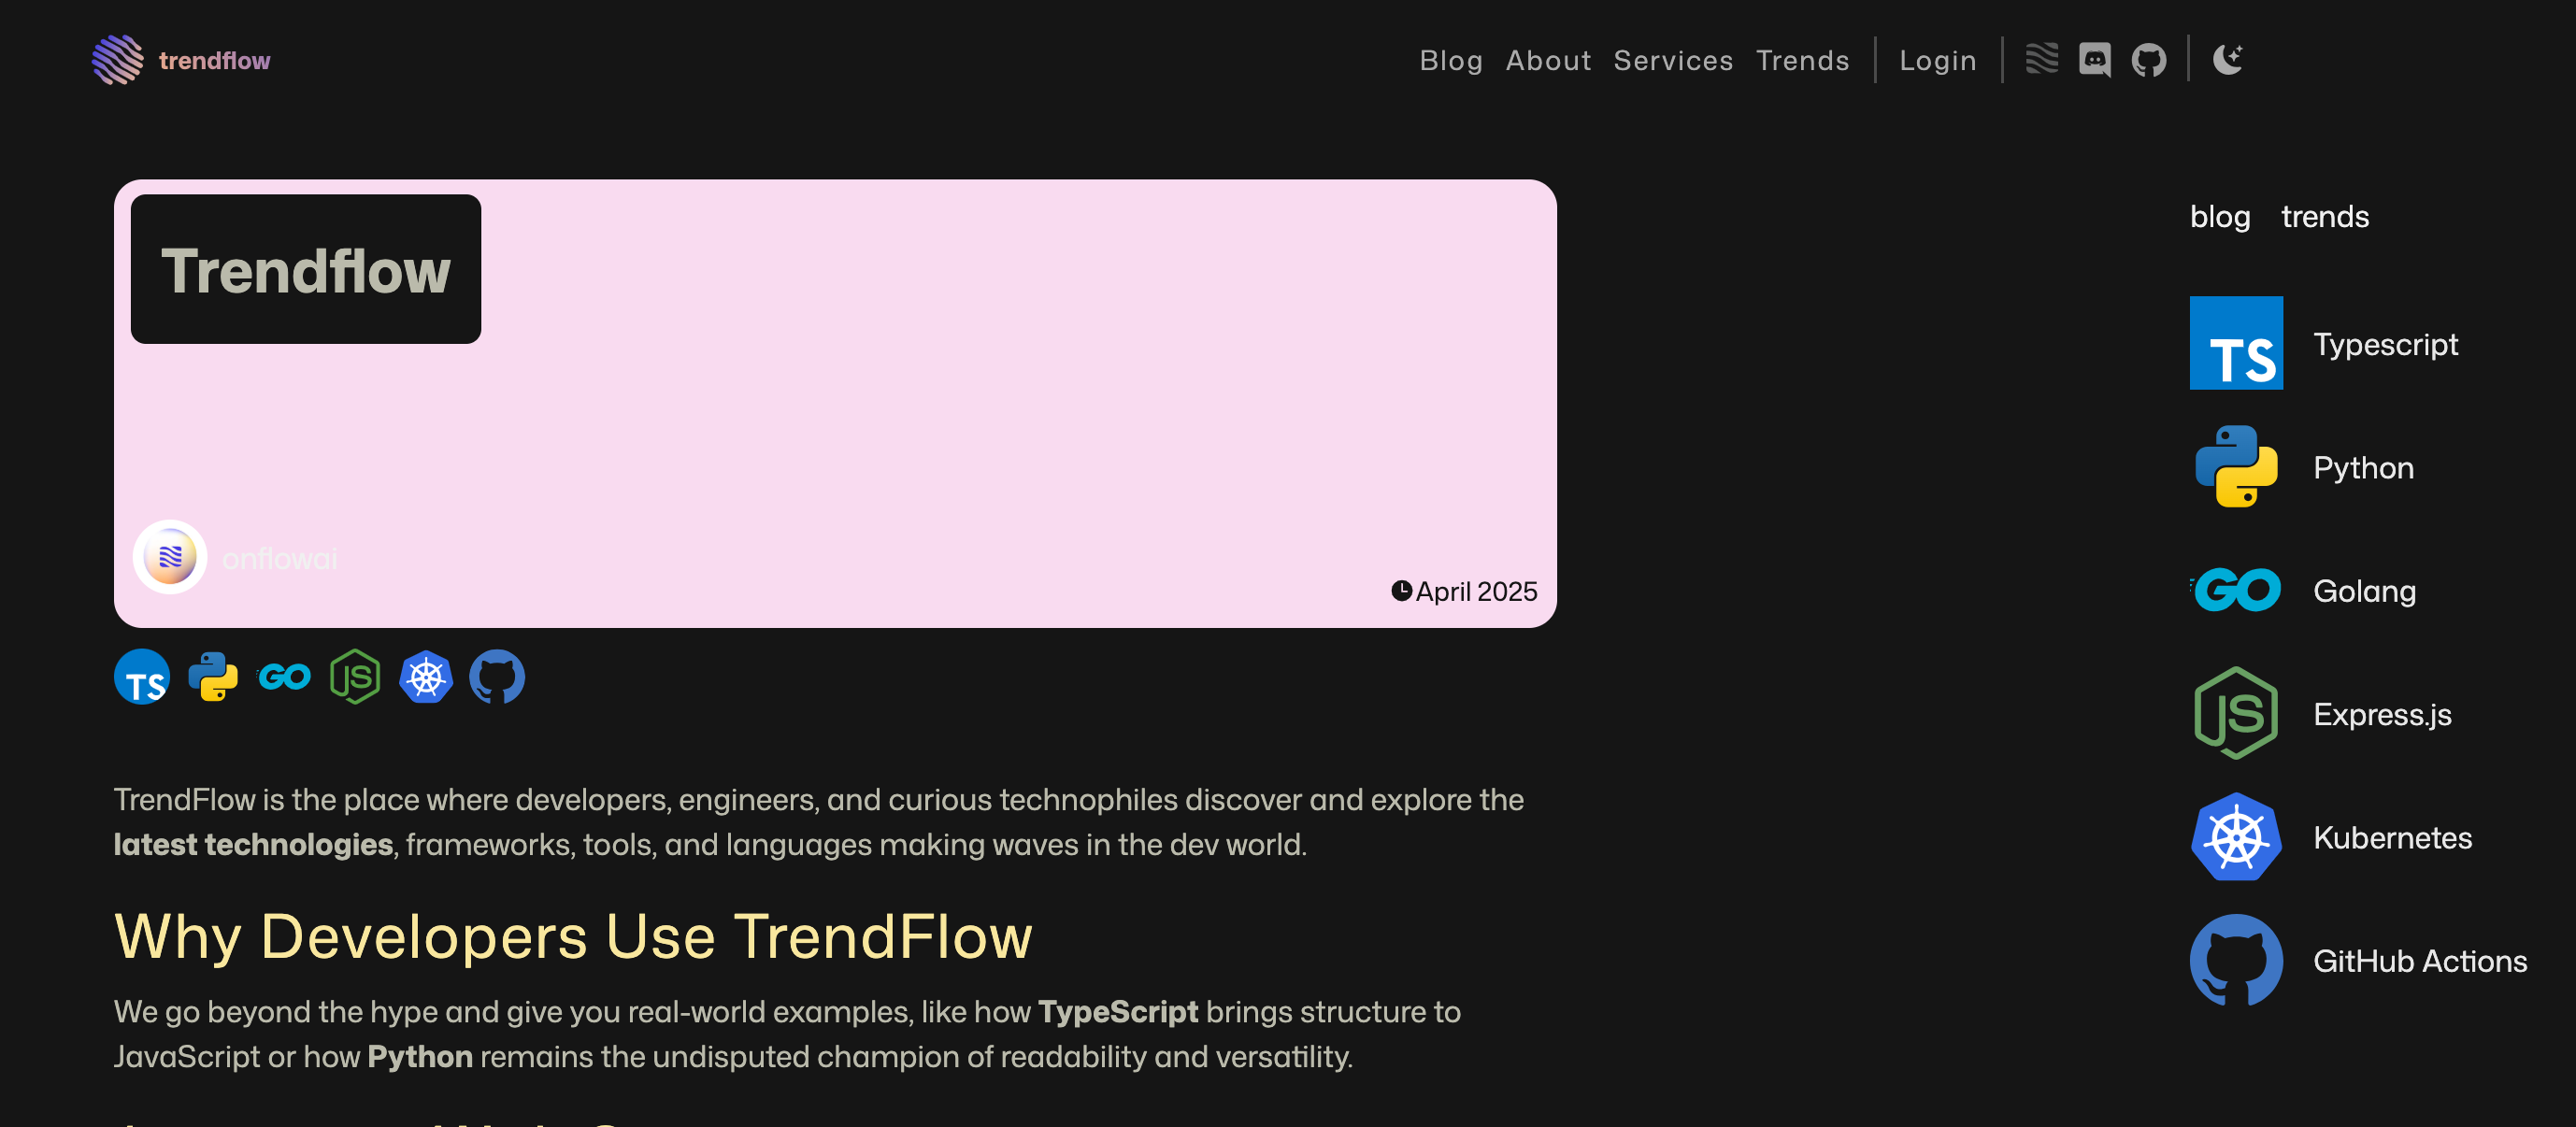 trendflow
Blog About Services Trends Login
Trendflow
onflowai
April 2025
TS GO JS
TrendFlow is the place where developers, engineers, and curious technophiles discover and explore the
latest technologies, frameworks, tools, and languages making waves in the dev world.
Why Developers Use TrendFlow
We go beyond the hype and give you real-world examples, like how TypeScript brings structure to
JavaScript or how Python remains the undisputed champion of readability and versatility.
blog trends
TS Typescript
Python
GO Golang
JS Express.js
Kubernetes
GitHub Actions